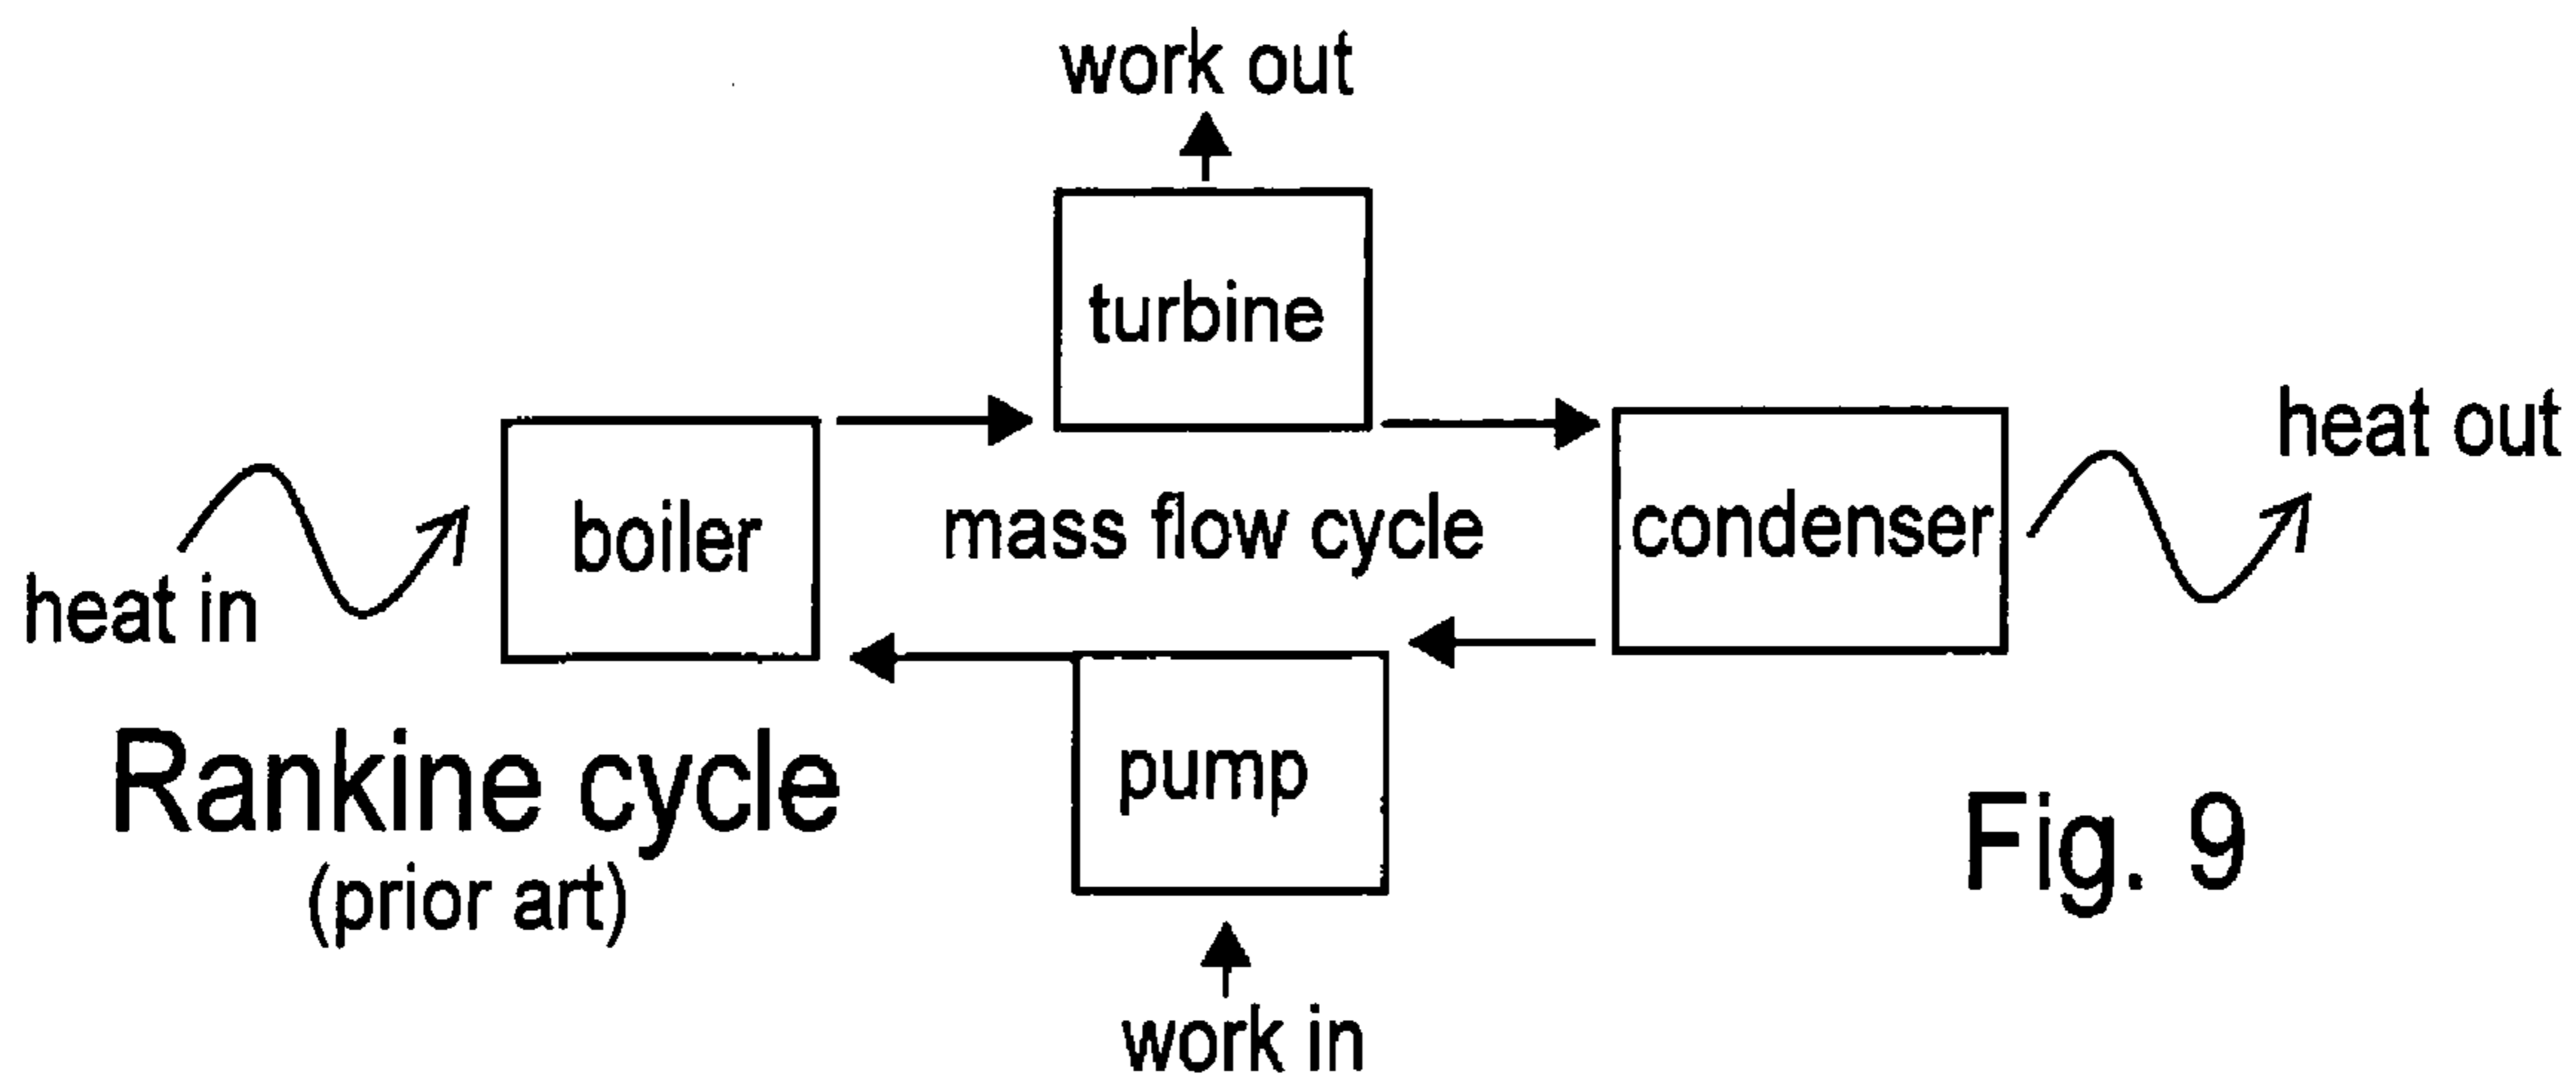 work out
turbine
heat out
boiler
mass flow cycle
condenser
heat in
Rankine cycle
(prior art)
pump
Fig. 9
work in